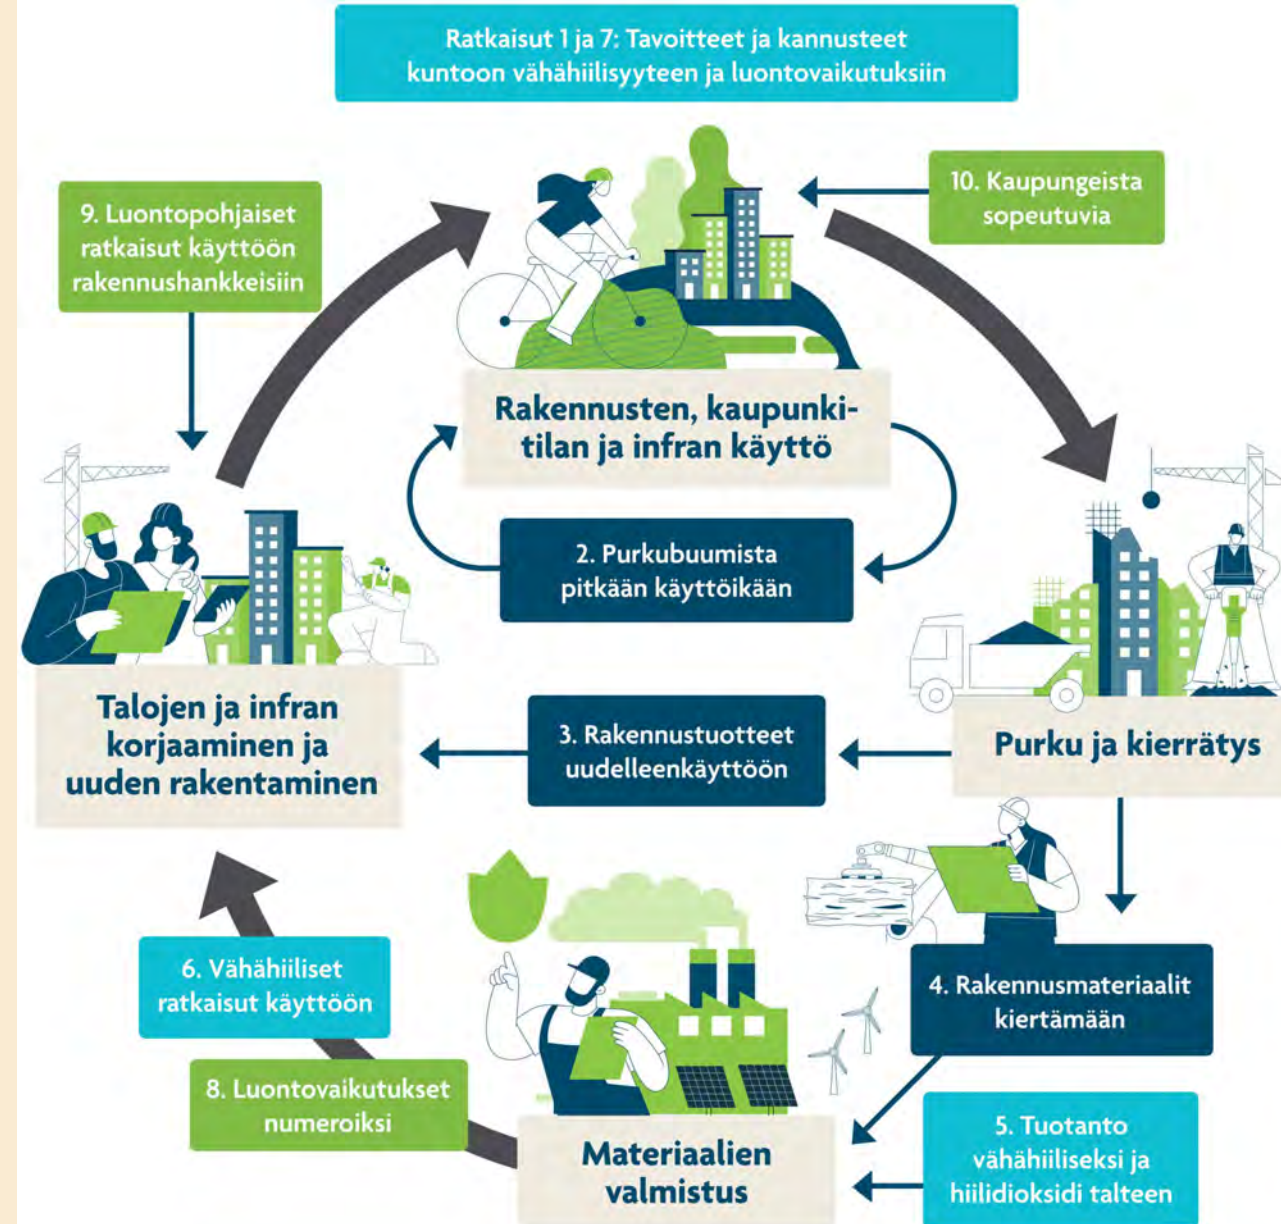 Ratkaisut 1 ja 7: Tavoitteet ja kannusteet
kuntoon vähähiilisyyteen ja luontovaikutuksiin
10. Kaupungeista
sopeutuvia
9. Luontopohjaiset
ratkaisut käyttöön
rakennushankkeisiin
Rakennusten, kaupunki-
tilan ja infran käyttö
2. Purkubuumista
pitkään käyttöikään
Talojen ja infran
korjaaminen ja
uuden rakentaminen
3. Rakennustuotteet
uudelleenkäyttöön
Purku ja kierrätys
6. Vähähiiliset
ratkaisut käyttöön
4. Rakennusmateriaalit
kiertämään
8. Luontovaikutukset
numeroiksi
5. Tuotanto
vähähiiliseksi ja
hiilidioksidi talteen
Materiaalien
valmistus